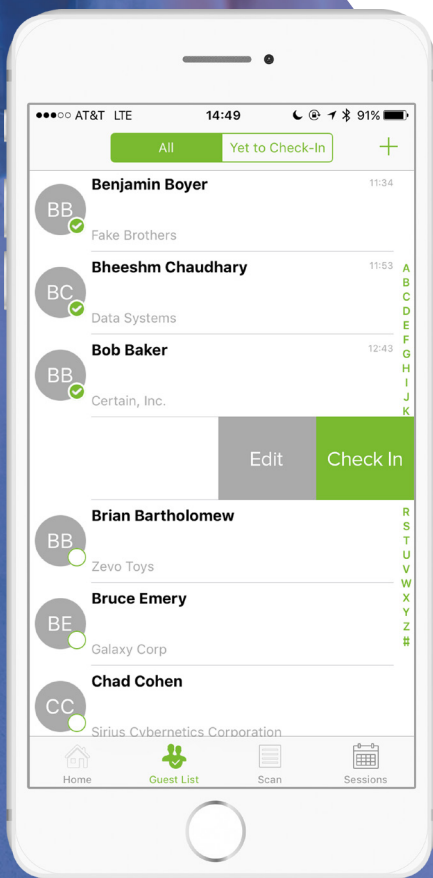 AT&T LTE 14:49 91%
All Yet to Check-In +
Benjamin Boyer 11:34
BB
Fake Brothers
Bheeshm Chaudhary 11:53
BC
Data Systems
Bob Baker 12:43
BB
Certain, Inc.
Edit Check In
Brian Bartholomew
BB
Zevo Toys
Bruce Emery
BE
Galaxy Corp
Chad Cohen
CC
Sirius Cybernetics Corporation
A
B
C
D
E
F
G
H
I
J
K
R
S
T
U
V
W
X
Y
Z
#
Home Guest List Scan Sessions